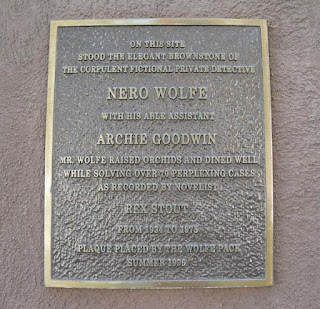 ON THIS SITE
STOOD THE ELEGANT BROWNSTONE OF
THE CORPULENT FICTIONAL PRIVATE DETECTIVE
NERO WOLFE
WITH HIS ABLE ASSISTANT
ARCHIE GOODWIN
MR. WOLFE RAISED ORCHIDS AND DINED WELL
WHILE SOLVING OVER 70 PERPLEXING CASES
AS RECORDED BY NOVELIST
REX STOUT
FROM 1934 TO 1975
PLAQUE PLACED BY THE WOLFE PACK
SUMMER 1996